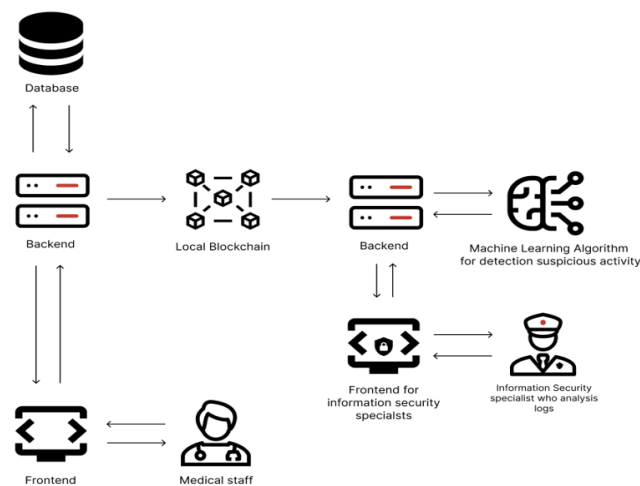 Database
Backend
Local Blockchain
Backend
Machine Learning Algorithm
for detection suspicious activity
Frontend for
information security
specialsts
Information Security
specialist who analysis
logs
Frontend
Medical staff